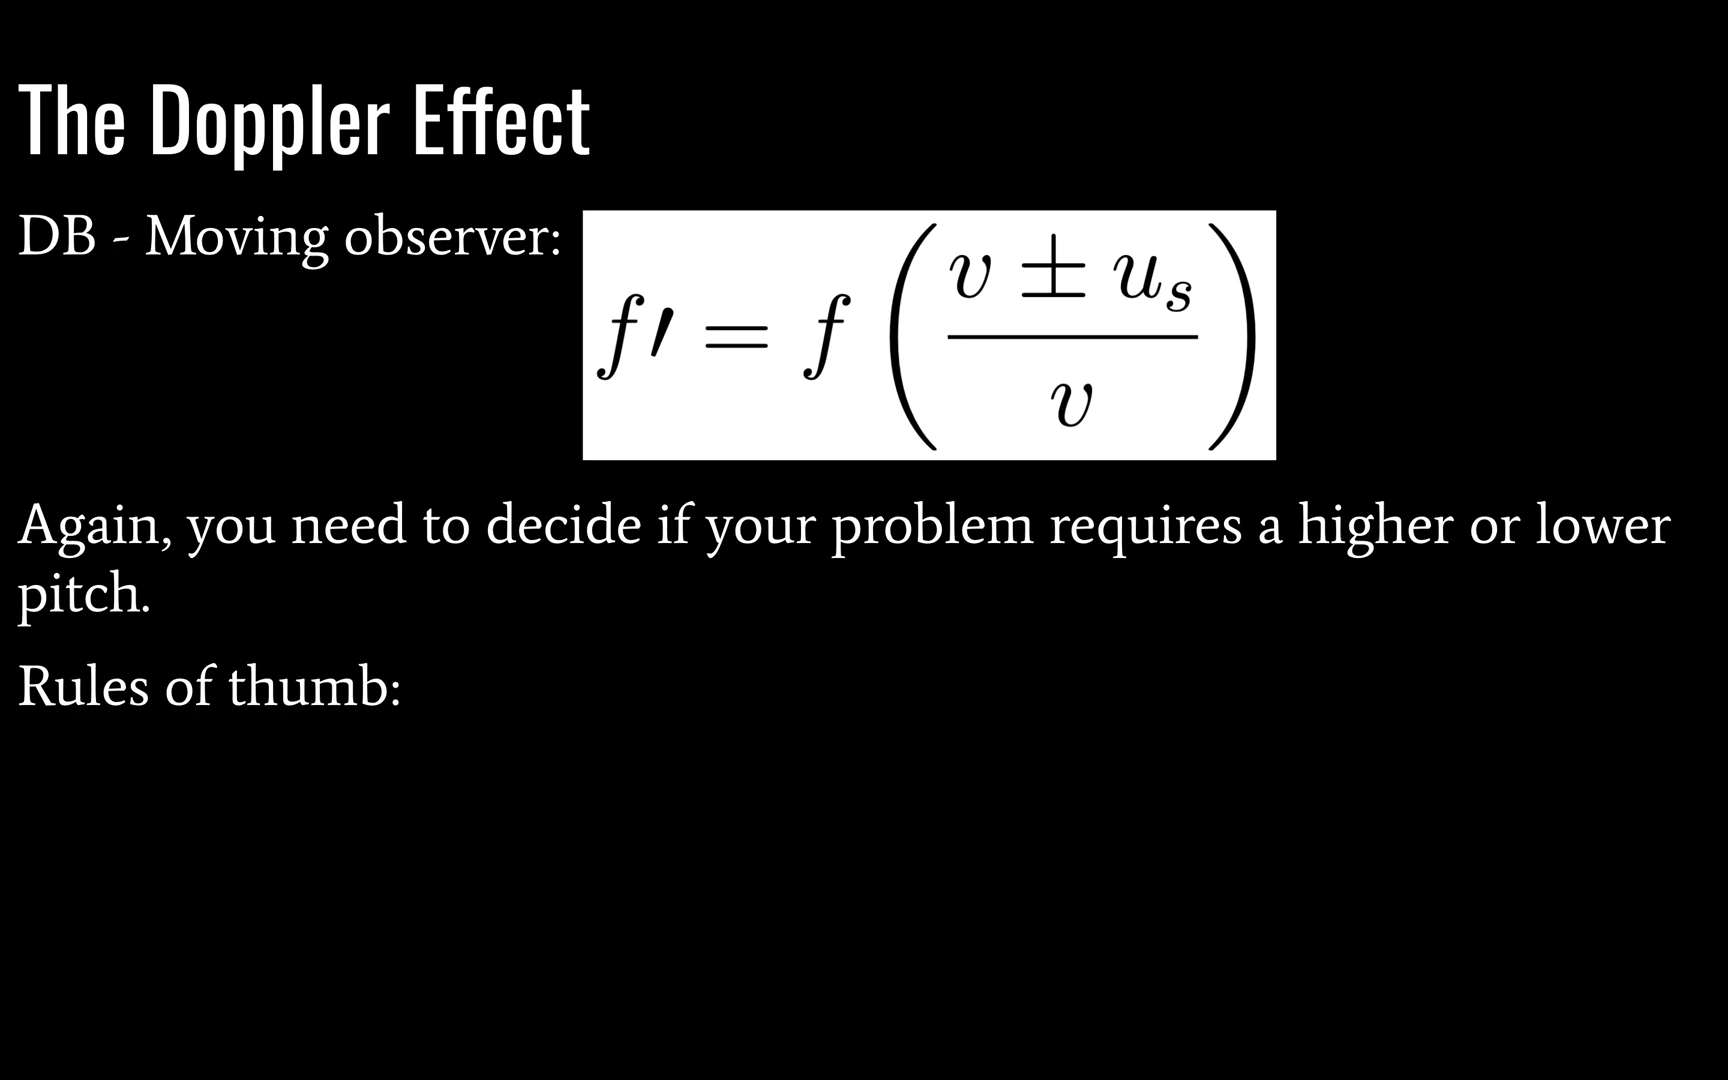 The Doppler Effect
DB - Moving observer:
f′ = f ( (v ± u_s) / v )
Again, you need to decide if your problem requires a higher or lower
pitch.
Rules of thumb: